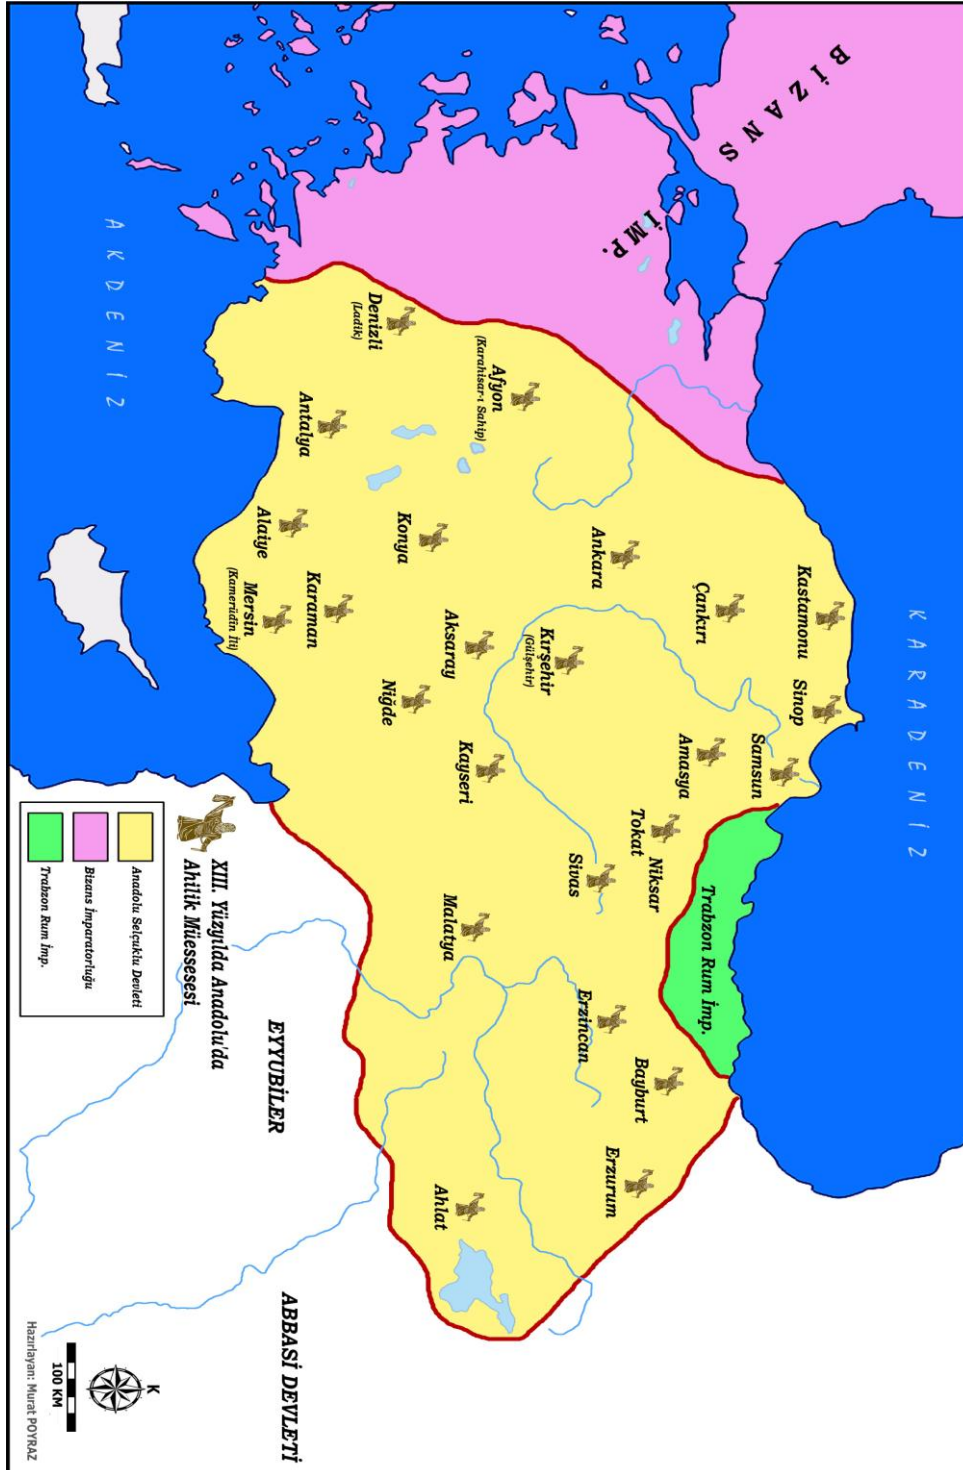 BİZANS
İMP.
KARADENİZ
AKDENİZ
Kastamonu
Sinop
Samsun
Çankırı
Amasya
Ankara
Tokat
Niksar
Trabzon Rum İmp.
Kırşehir
(Gülşehir)
Sivas
Erzincan
Bayburt
Erzurum
Afyon
(Karahisar-ı Sahip)
Denizli
(Ladik)
Konya
Aksaray
Kayseri
Niğde
Malatya
Ahlat
Antalya
Alaiye
Karaman
Mersin
(Kamerüdin İli)
EYYUBİLER
ABBASİ DEVLETİ
XIII. Yüzyılda Anadolu'da
Ahilik Müessesesi
Anadolu Selçuklu Devleti
Bizans İmparatorluğu
Trabzon Rum İmp.
K
100 KM
Hazırlayan: Murat POYRAZ